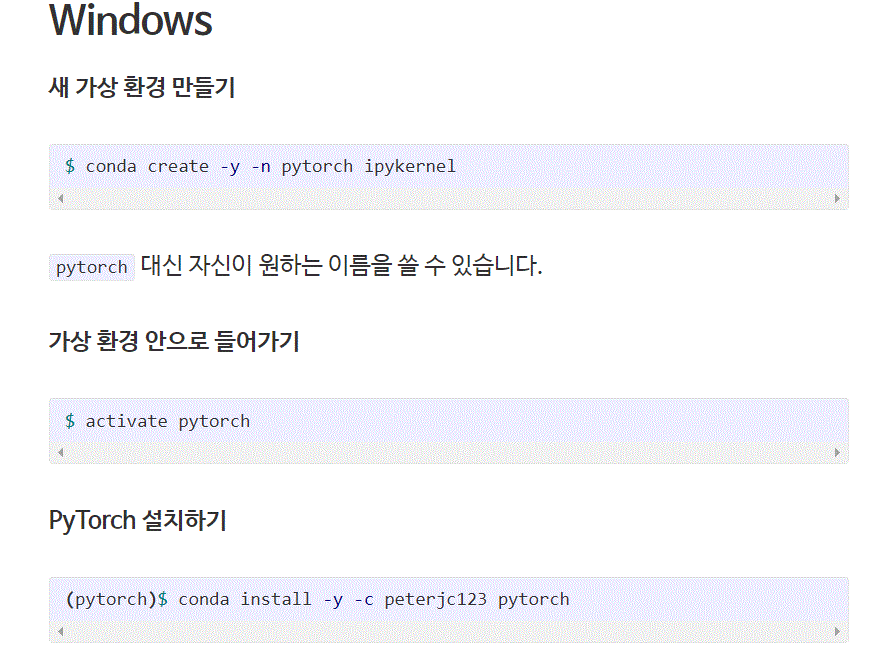 Windows
새 가상 환경 만들기
$ conda create -y -n pytorch ipykernel
pytorch 대신 자신이 원하는 이름을 쓸 수 있습니다.
가상 환경 안으로 들어가기
$ activate pytorch
PyTorch 설치하기
(pytorch)$ conda install -y -c peterjc123 pytorch